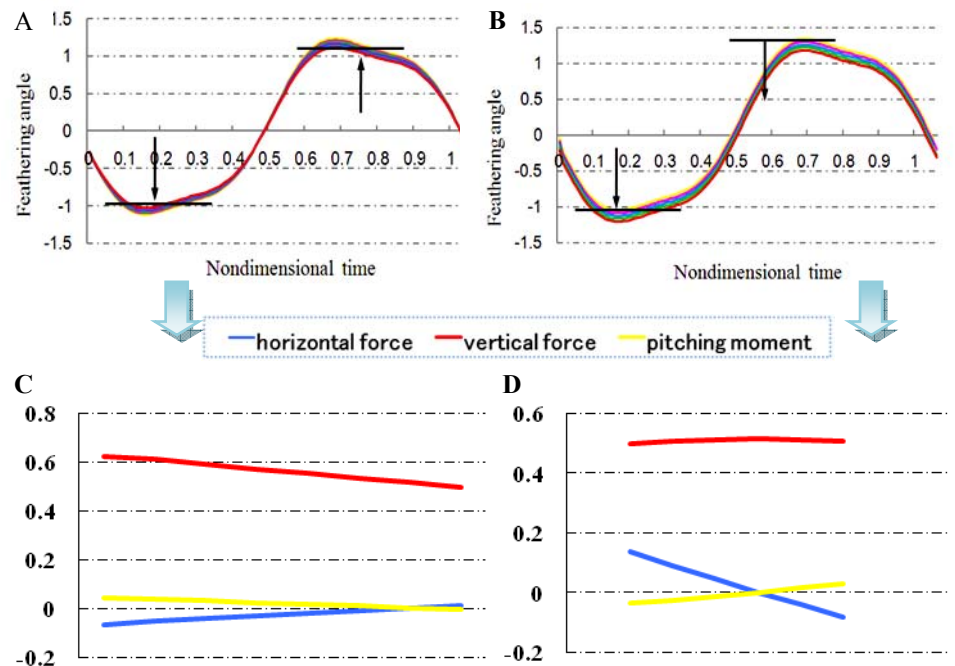 A
Feathering angle
1.5
1
0.5
0
-0.5
-1
-1.5
0 0.1 0.2 0.3 0.4 0.5 0.6 0.7 0.8 0.9 1
Nondimensional time
B
Feathering angle
1.5
1
0.5
0
-0.5
-1
-1.5
0 0.1 0.2 0.3 0.4 0.5 0.6 0.7 0.8 0.9 1
Nondimensional time
horizontal force vertical force pitching moment
C
0.8
0.6
0.4
0.2
0
-0.2
D
0.6
0.4
0.2
0
-0.2